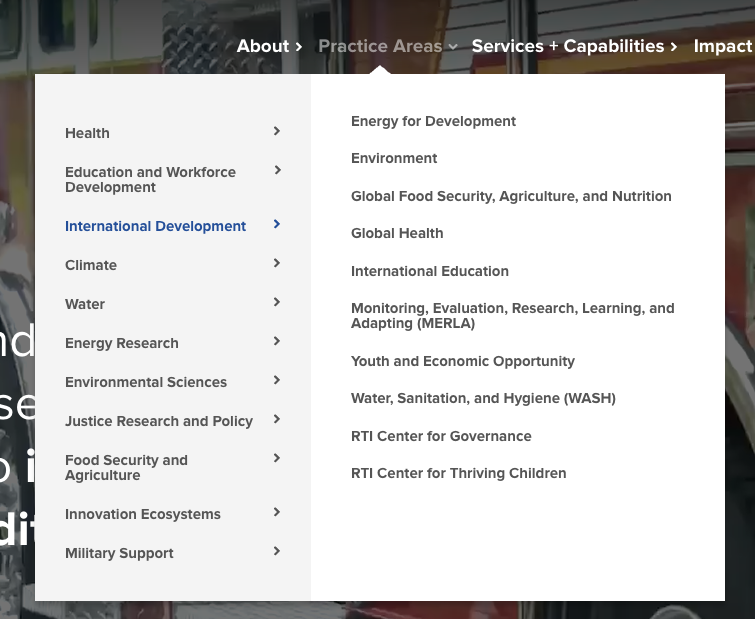 About
Practice Areas
Services + Capabilities
Impact
Health
Education and Workforce
Development
International Development
Climate
Water
Energy Research
Environmental Sciences
Justice Research and Policy
Food Security and
Agriculture
Innovation Ecosystems
Military Support
Energy for Development
Environment
Global Food Security, Agriculture, and Nutrition
Global Health
International Education
Monitoring, Evaluation, Research, Learning, and
Adapting (MERLA)
Youth and Economic Opportunity
Water, Sanitation, and Hygiene (WASH)
RTI Center for Governance
RTI Center for Thriving Children